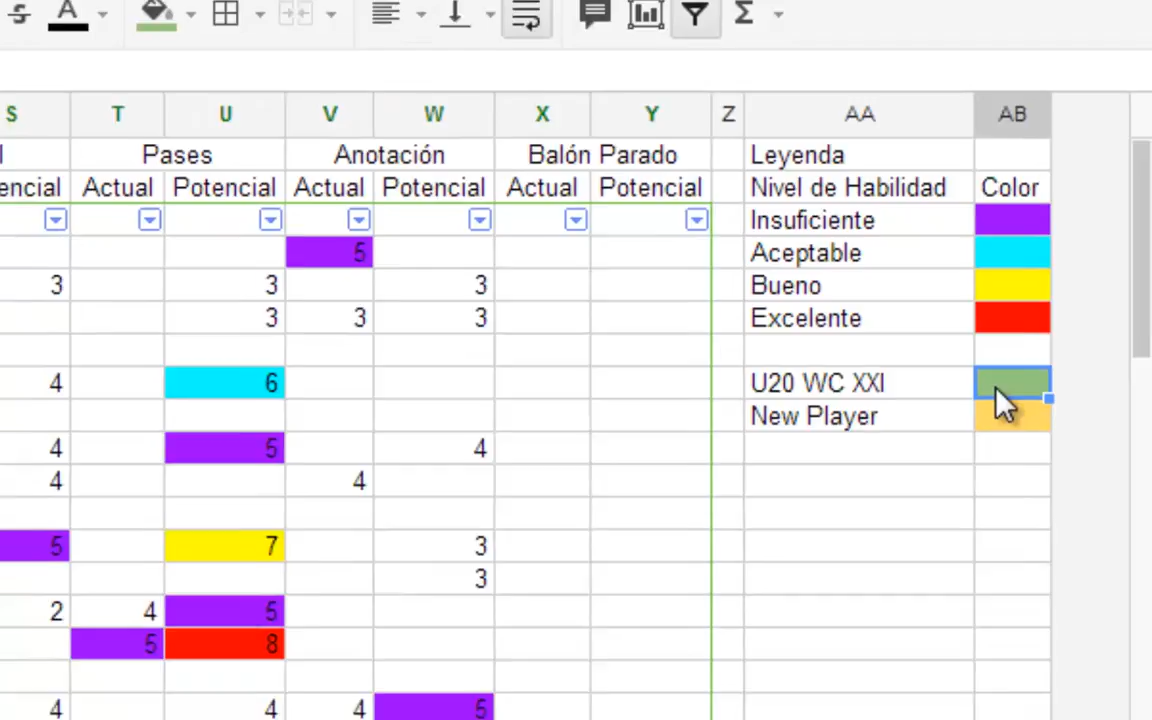 A Σ
S T U V W X Y Z AA AB
l Pases Anotación Balón Parado Leyenda
encial Actual Potencial Actual Potencial Actual Potencial Nivel de Habilidad Color
Insuficiente
5 Aceptable
3 3 3 Bueno
3 3 3 Excelente
4 6 U20 WC XXI
New Player
4 5 4
4 4
5 7 3
3
2 4 5
5 8
4 4 4 5